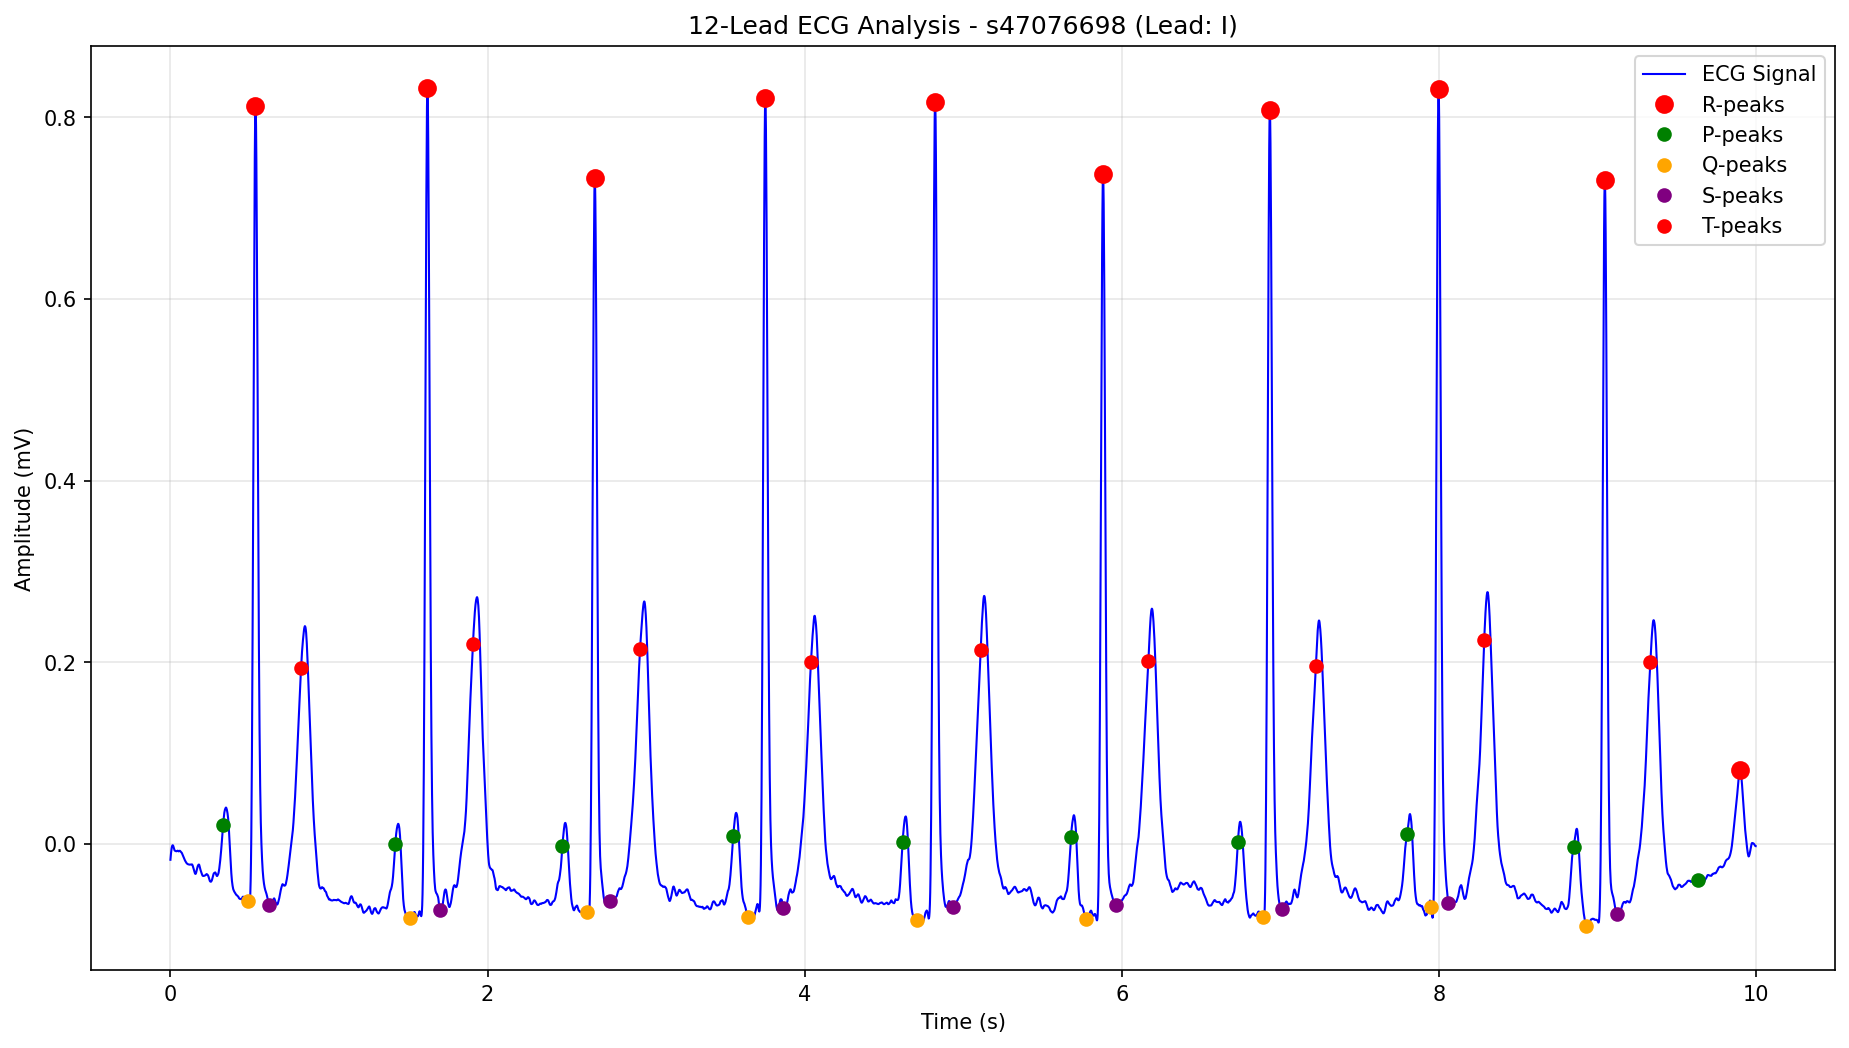 12-Lead ECG Analysis - s47076698 (Lead: I)
ECG Signal
R-peaks
P-peaks
Q-peaks
S-peaks
T-peaks
Amplitude (mV)
0.8
0.6
0.4
0.2
0.0
0 2 4 6 8 10
Time (s)